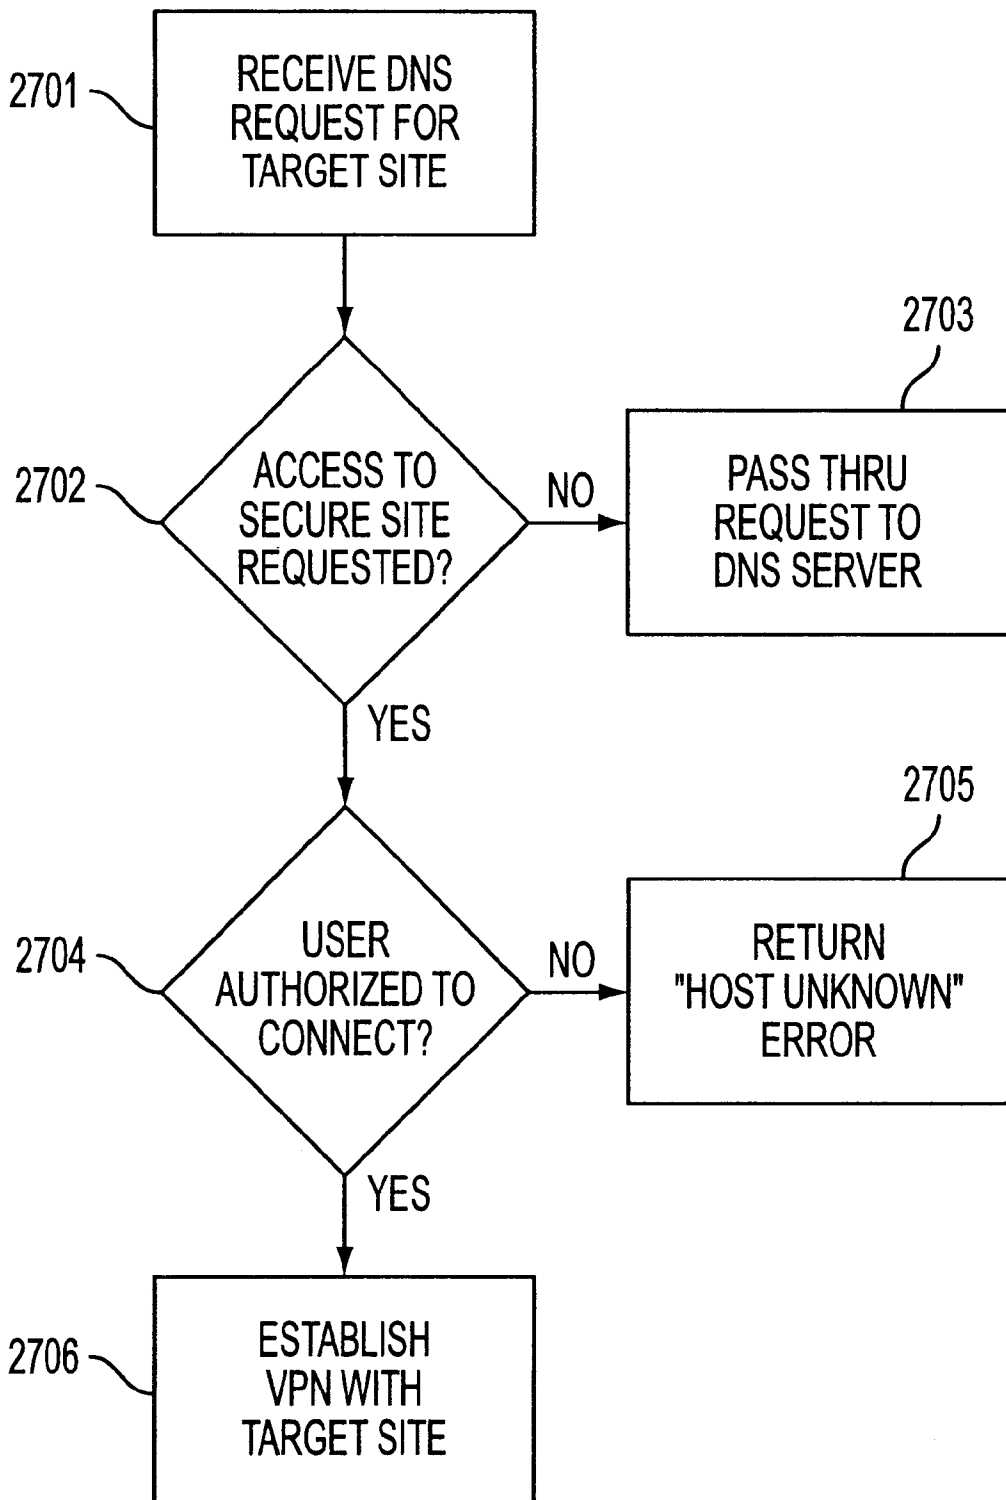 2701
RECEIVE DNS
REQUEST FOR
TARGET SITE
2702
ACCESS TO
SECURE SITE
REQUESTED?
NO
2703
PASS THRU
REQUEST TO
DNS SERVER
YES
2704
USER
AUTHORIZED TO
CONNECT?
NO
2705
RETURN
"HOST UNKNOWN"
ERROR
YES
2706
ESTABLISH
VPN WITH
TARGET SITE